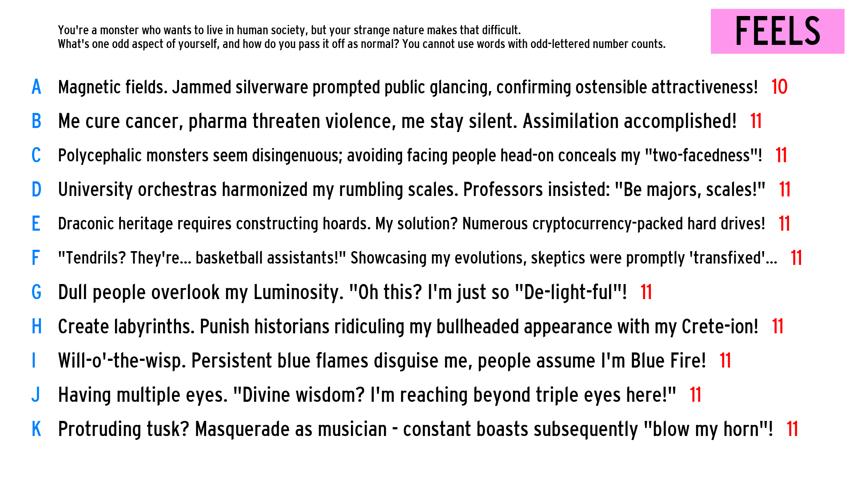 You're a monster who wants to live in human society, but your strange nature makes that difficult.
What's one odd aspect of yourself, and how do you pass it off as normal? You cannot use words with odd-lettered number counts.
FEELS
A Magnetic fields. Jammed silverware prompted public glancing, confirming ostensible attractiveness! 10
B Me cure cancer, pharma threaten violence, me stay silent. Assimilation accomplished! 11
C Polycephalic monsters seem disingenuous; avoiding facing people head-on conceals my "two-facedness"! 11
D University orchestras harmonized my rumbling scales. Professors insisted: "Be majors, scales!" 11
E Draconic heritage requires constructing hoards. My solution? Numerous cryptocurrency-packed hard drives! 11
F "Tendrils? They're... basketball assistants!" Showcasing my evolutions, skeptics were promptly 'transfixed'... 11
G Dull people overlook my Luminosity. "Oh this? I'm just so "De-light-ful"! 11
H Create labyrinths. Punish historians ridiculing my bullheaded appearance with my Crete-ion! 11
I Will-o'-the-wisp. Persistent blue flames disguise me, people assume I'm Blue Fire! 11
J Having multiple eyes. "Divine wisdom? I'm reaching beyond triple eyes here!" 11
K Protruding tusk? Masquerade as musician - constant boasts subsequently "blow my horn"! 11